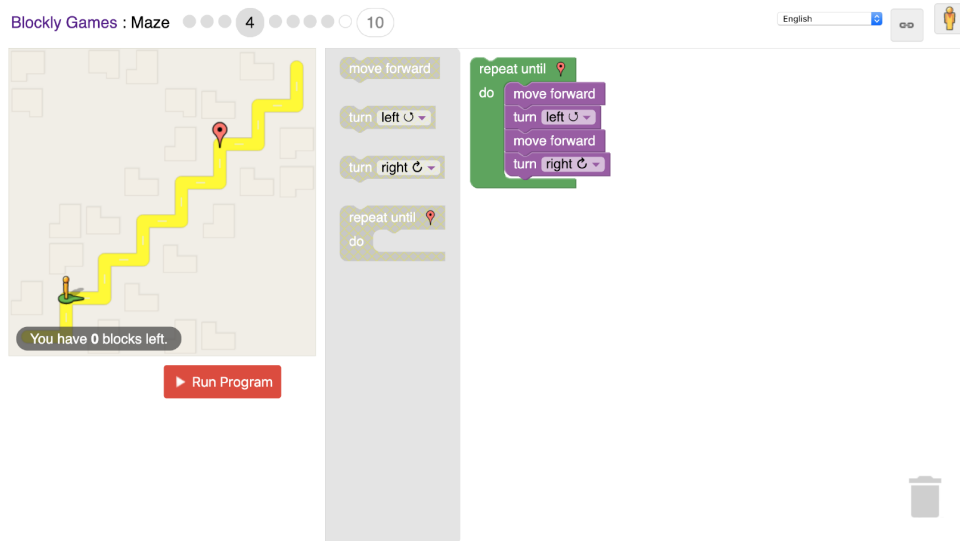 Blockly Games : Maze 4 10
English
move forward
turn left
turn right
repeat until
do
repeat until
do
move forward
turn left
move forward
turn right
You have 0 blocks left.
Run Program